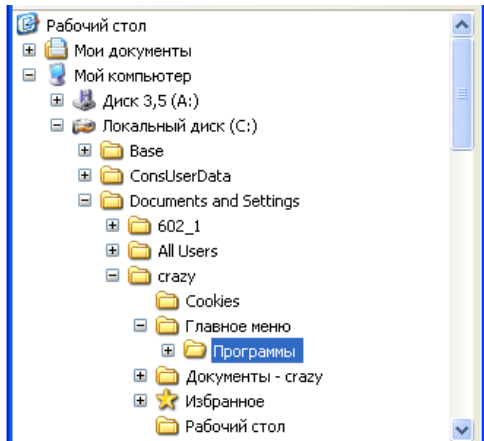 Рабочий стол
Мои документы
Мой компьютер
Диск 3,5 (A:)
Локальный диск (C:)
Base
ConsUserData
Documents and Settings
602_1
All Users
crazy
Cookies
Главное меню
Программы
Документы - crazy
Избранное
Рабочий стол